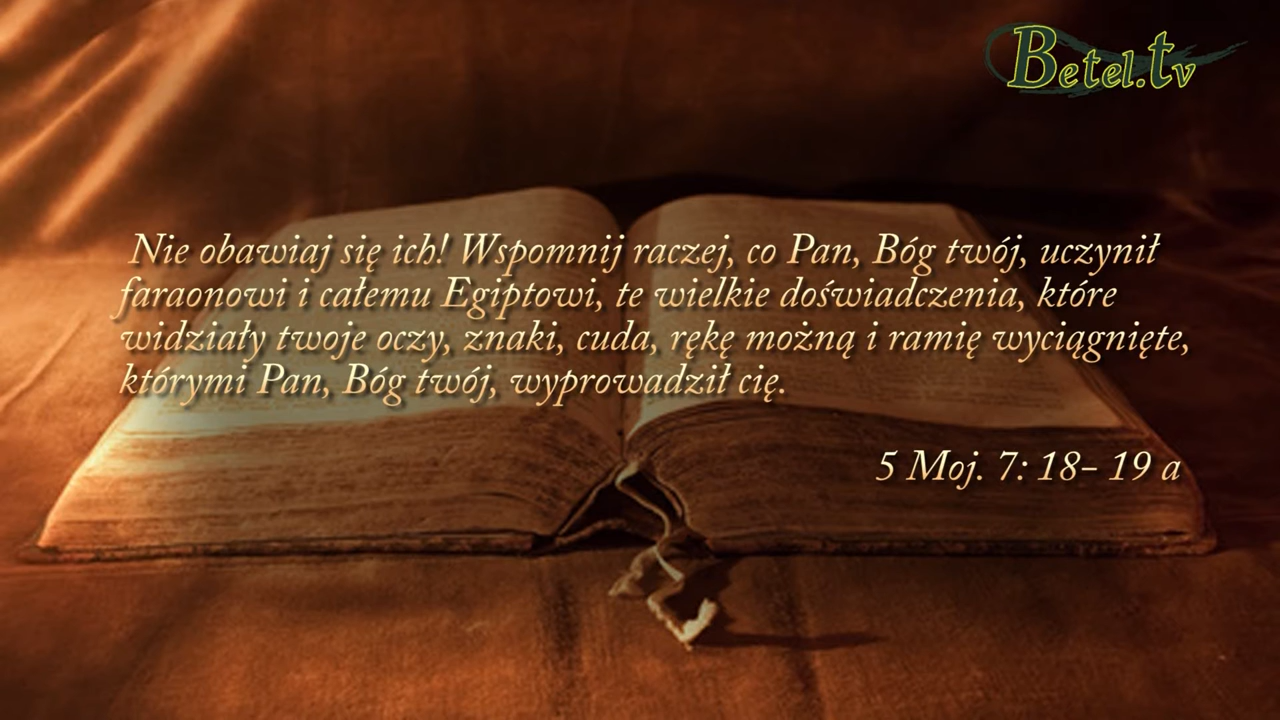 Betel.tv
Nie obawiaj się ich! Wspomnij raczej, co Pan, Bóg twój, uczynił
faraonowi i całemu Egiptowi, te wielkie doświadczenia, które
widziały twoje oczy, znaki, cuda, rękę możną i ramię wyciągnięte,
którymi Pan, Bóg twój, wyprowadził cię.
5 Moj. 7: 18- 19 a